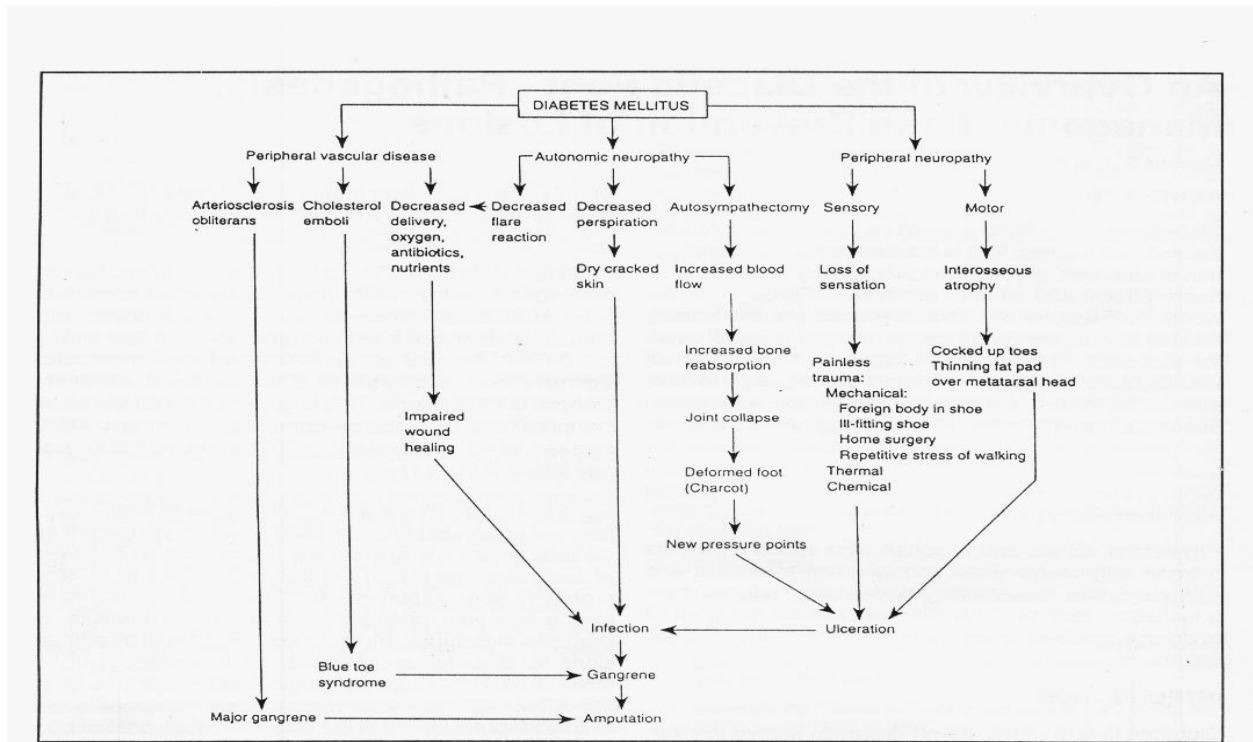 DIABETES MELLITUS
Peripheral vascular disease
Autonomic neuropathy
Peripheral neuropathy
Arteriosclerosis
obliterans
Cholesterol
emboli
Decreased
delivery,
oxygen,
antibiotics,
nutrients
Decreased
flare
reaction
Decreased
perspiration
Autosympathectomy
Sensory
Motor
Dry cracked
skin
Increased blood
flow
Loss of
sensation
Interosseous
atrophy
Increased bone
reabsorption
Painless
trauma:
Mechanical:
Foreign body in shoe
Ill-fitting shoe
Home surgery
Repetitive stress of walking
Thermal
Chemical
Cocked up toes
Thinning fat pad
over metatarsal head
Impaired
wound
healing
Joint collapse
Deformed foot
(Charcot)
New pressure points
Infection
Ulceration
Blue toe
syndrome
Gangrene
Major gangrene
Amputation